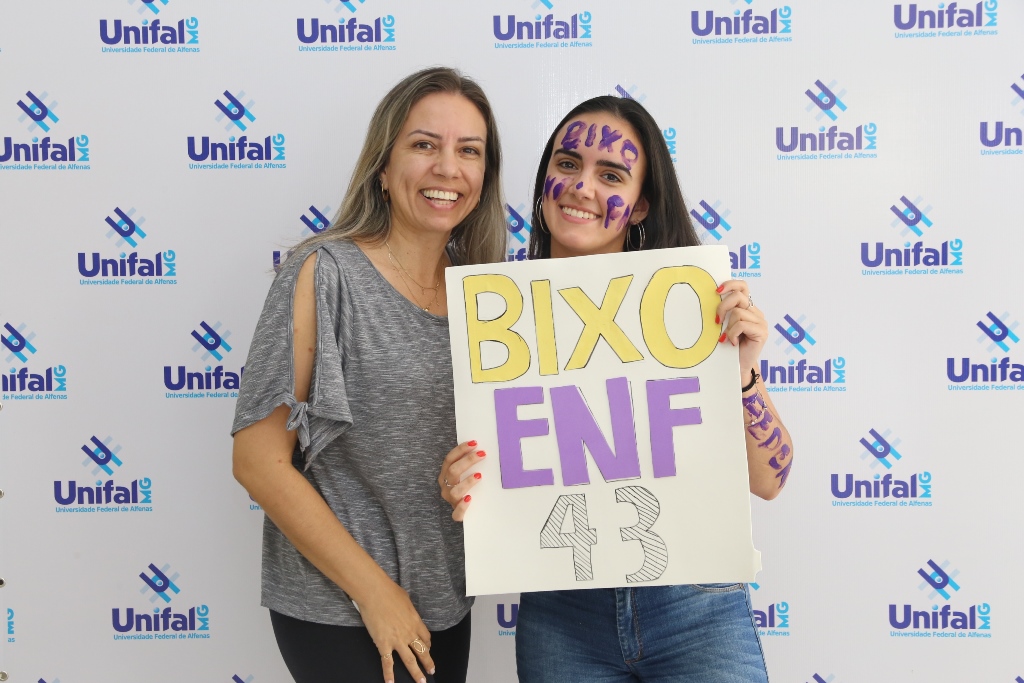 Unifal MG
Universidade Federal de Alfenas
BIXO
BIXO
ENF
43